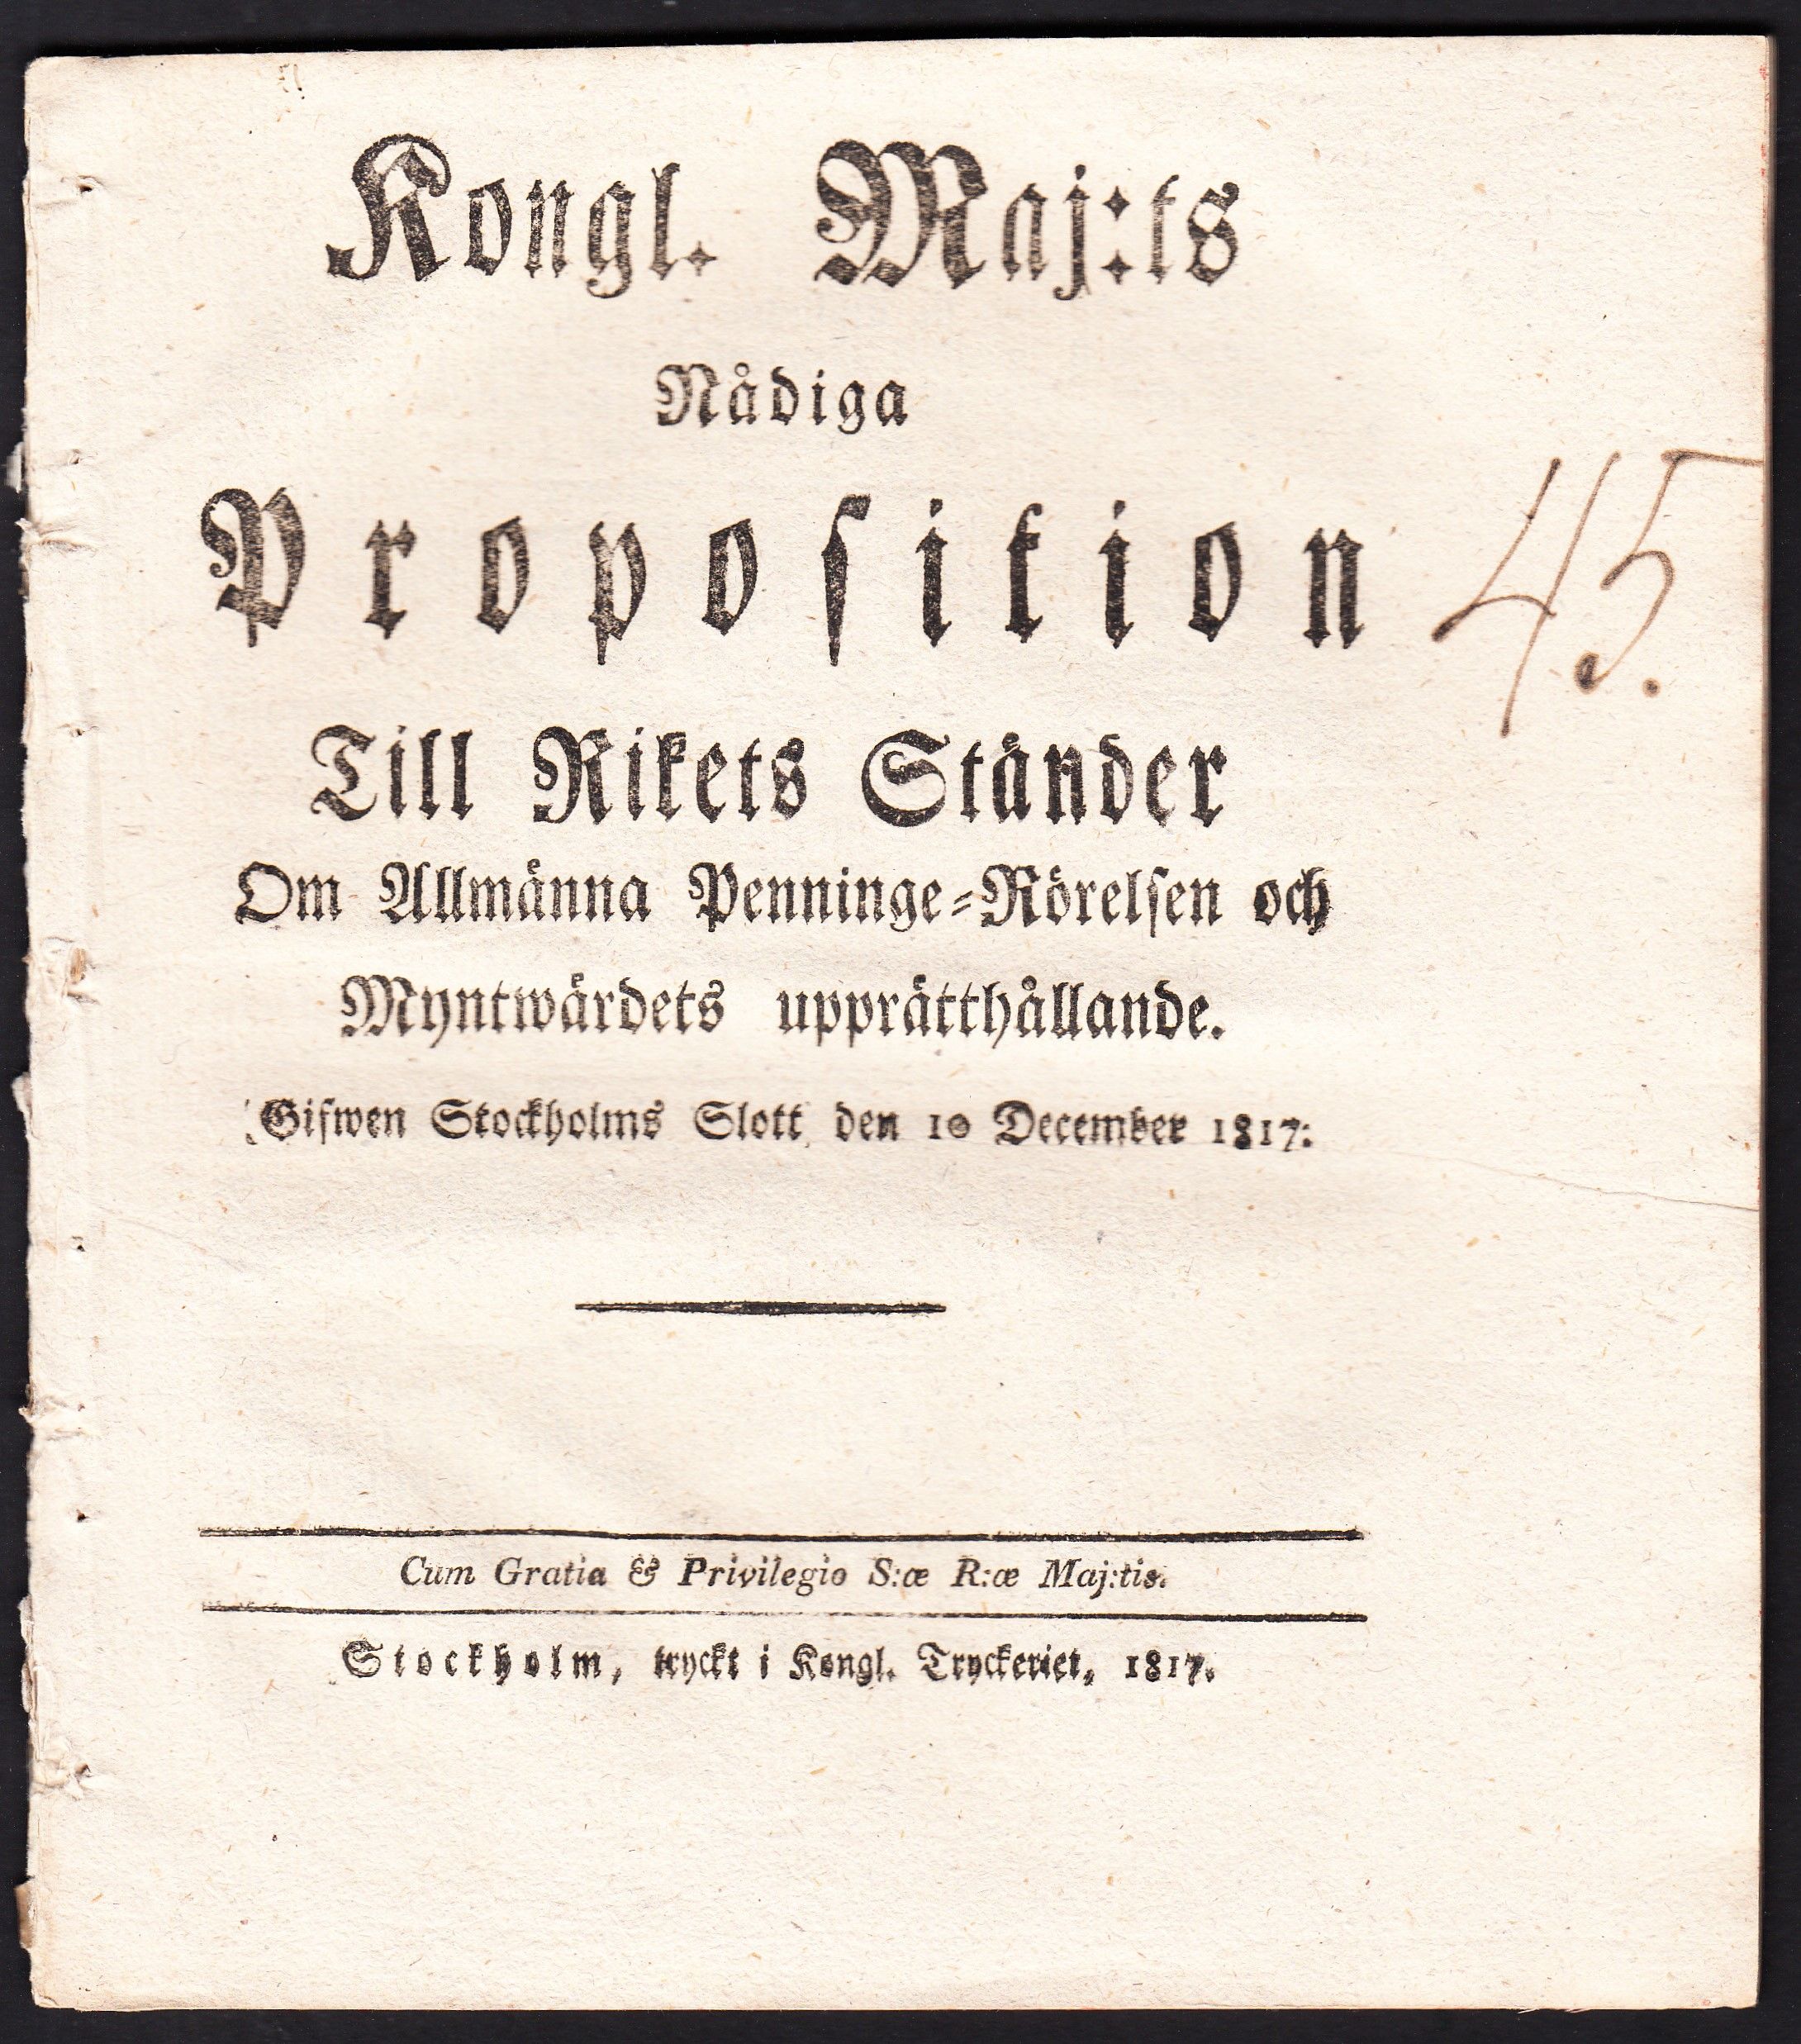 Kongl. Maj:ts
Nådiga
Proposition
45.
Till Rikets Ständer
Om Allmänna Penninge-Rörelsen och
Myntwärdets upprätthållande.
Gifwen Stockholms Slott den 10 December 1817:
Cum Gratia & Privilegio S:æ R:æ Maj:tis.
Stockholm, tryckt i Kongl. Tryckeriet, 1817.